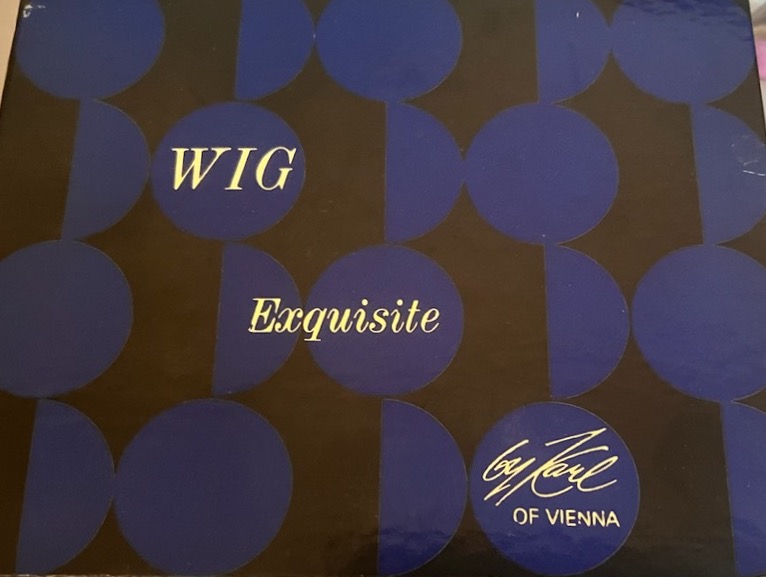 WIG
Exquisite
by Karl
OF VIENNA